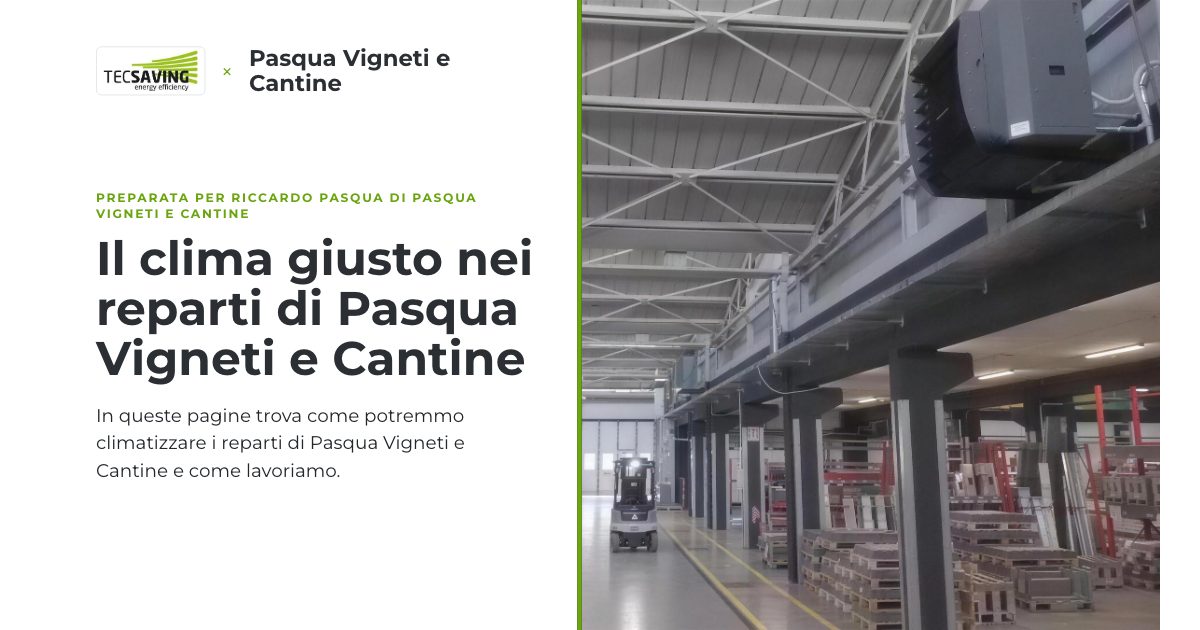 TECSAVING
energy efficiency
×
Pasqua Vigneti e
Cantine
PREPARATA PER RICCARDO PASQUA DI PASQUA
VIGNETI E CANTINE
Il clima giusto nei
reparti di Pasqua
Vigneti e Cantine
In queste pagine trova come potremmo
climatizzare i reparti di Pasqua Vigneti e
Cantine e come lavoriamo.